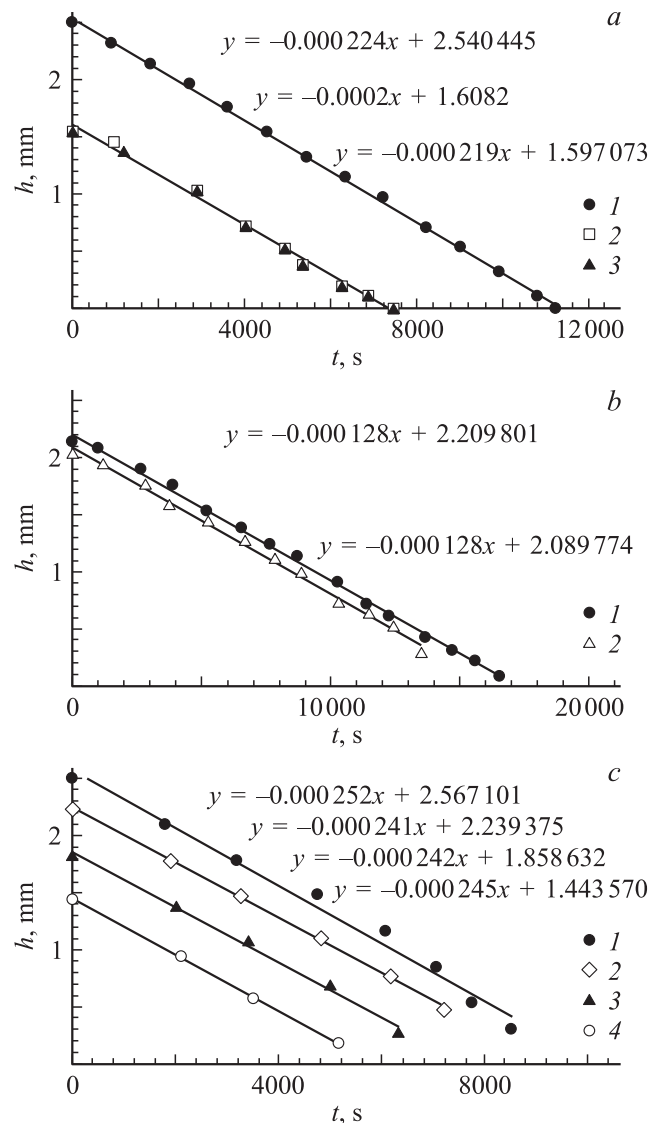 a
y = –0.000 224x + 2.540 445
2
y = –0.0002x + 1.6082
y = –0.000 219x + 1.597 073
h, mm
1
1
2
3
0
4000
8000
12 000
t, s
b
y = –0.000 128x + 2.209 801
2
h, mm
y = –0.000 128x + 2.089 774
1
1
2
0
10 000
20 000
t, s
c
y = –0.000 252x + 2.567 101
2
y = –0.000 241x + 2.239 375
y = –0.000 242x + 1.858 632
y = –0.000 245x + 1.443 570
h, mm
1
1
2
3
4
0
4000
8000
t, s